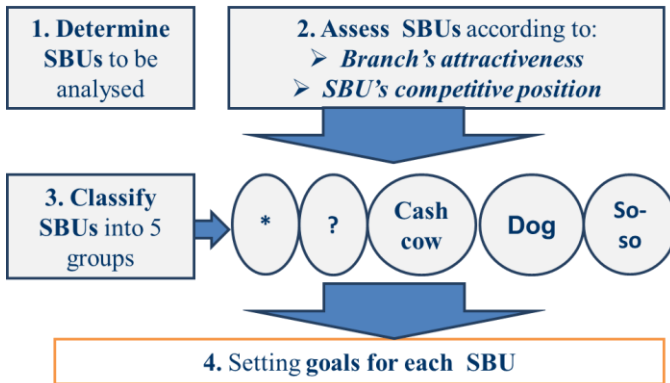 1. Determine
SBUs to be
analysed
2. Assess SBUs according to:
➢ Branch's attractiveness
➢ SBU's competitive position
3. Classify
SBUs into 5
groups
*
?
Cash
cow
Dog
So-
so
4. Setting goals for each SBU